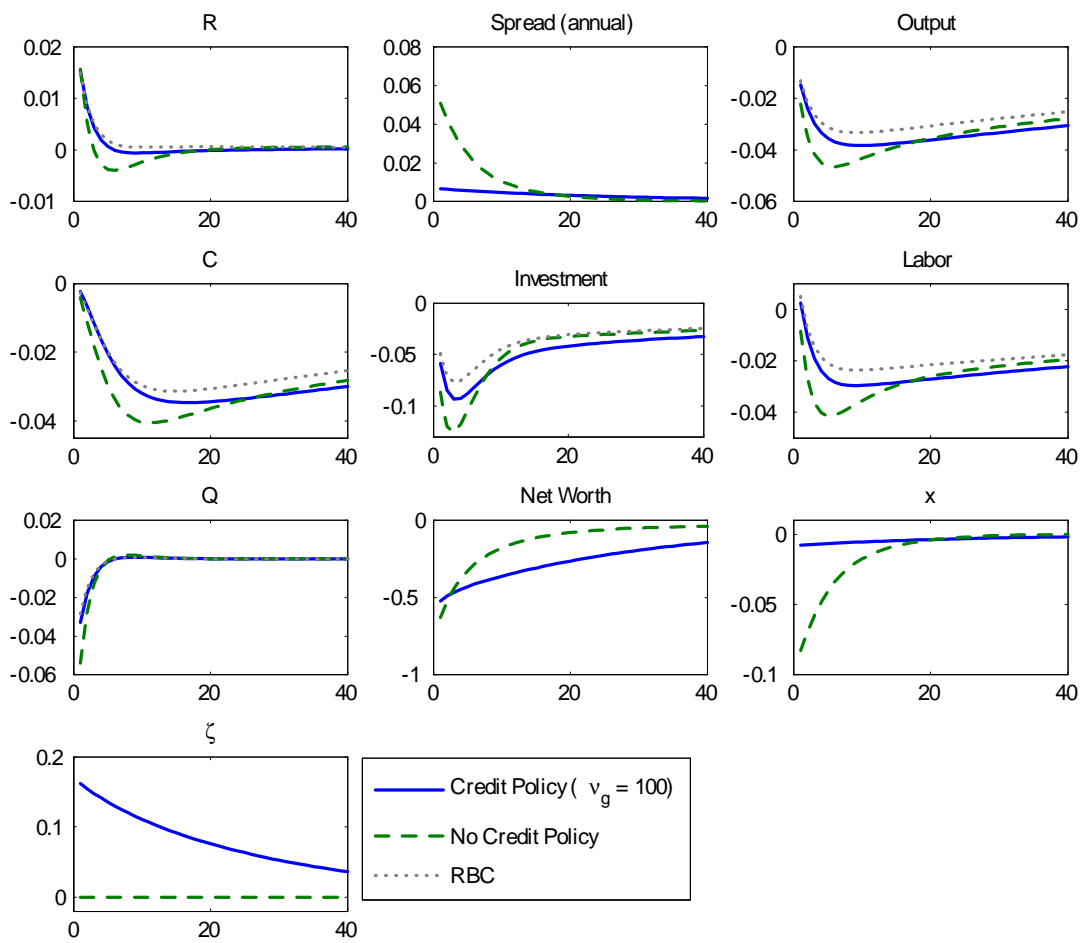 R
Spread (annual)
Output
0.02
0.01
0
-0.01
0 20 40
0.08
0.06
0.04
0.02
0
0 20 40
0
-0.02
-0.04
-0.06
0 20 40
C
Investment
Labor
0
-0.02
-0.04
0 20 40
0
-0.05
-0.1
0 20 40
0
-0.02
-0.04
0 20 40
Q
Net Worth
x
0.02
0
-0.02
-0.04
-0.06
0 20 40
0
-0.5
-1
0 20 40
0
-0.05
-0.1
0 20 40
ζ
0.2
0.1
0
0 20 40
Credit Policy ( ν_g = 100)
No Credit Policy
RBC